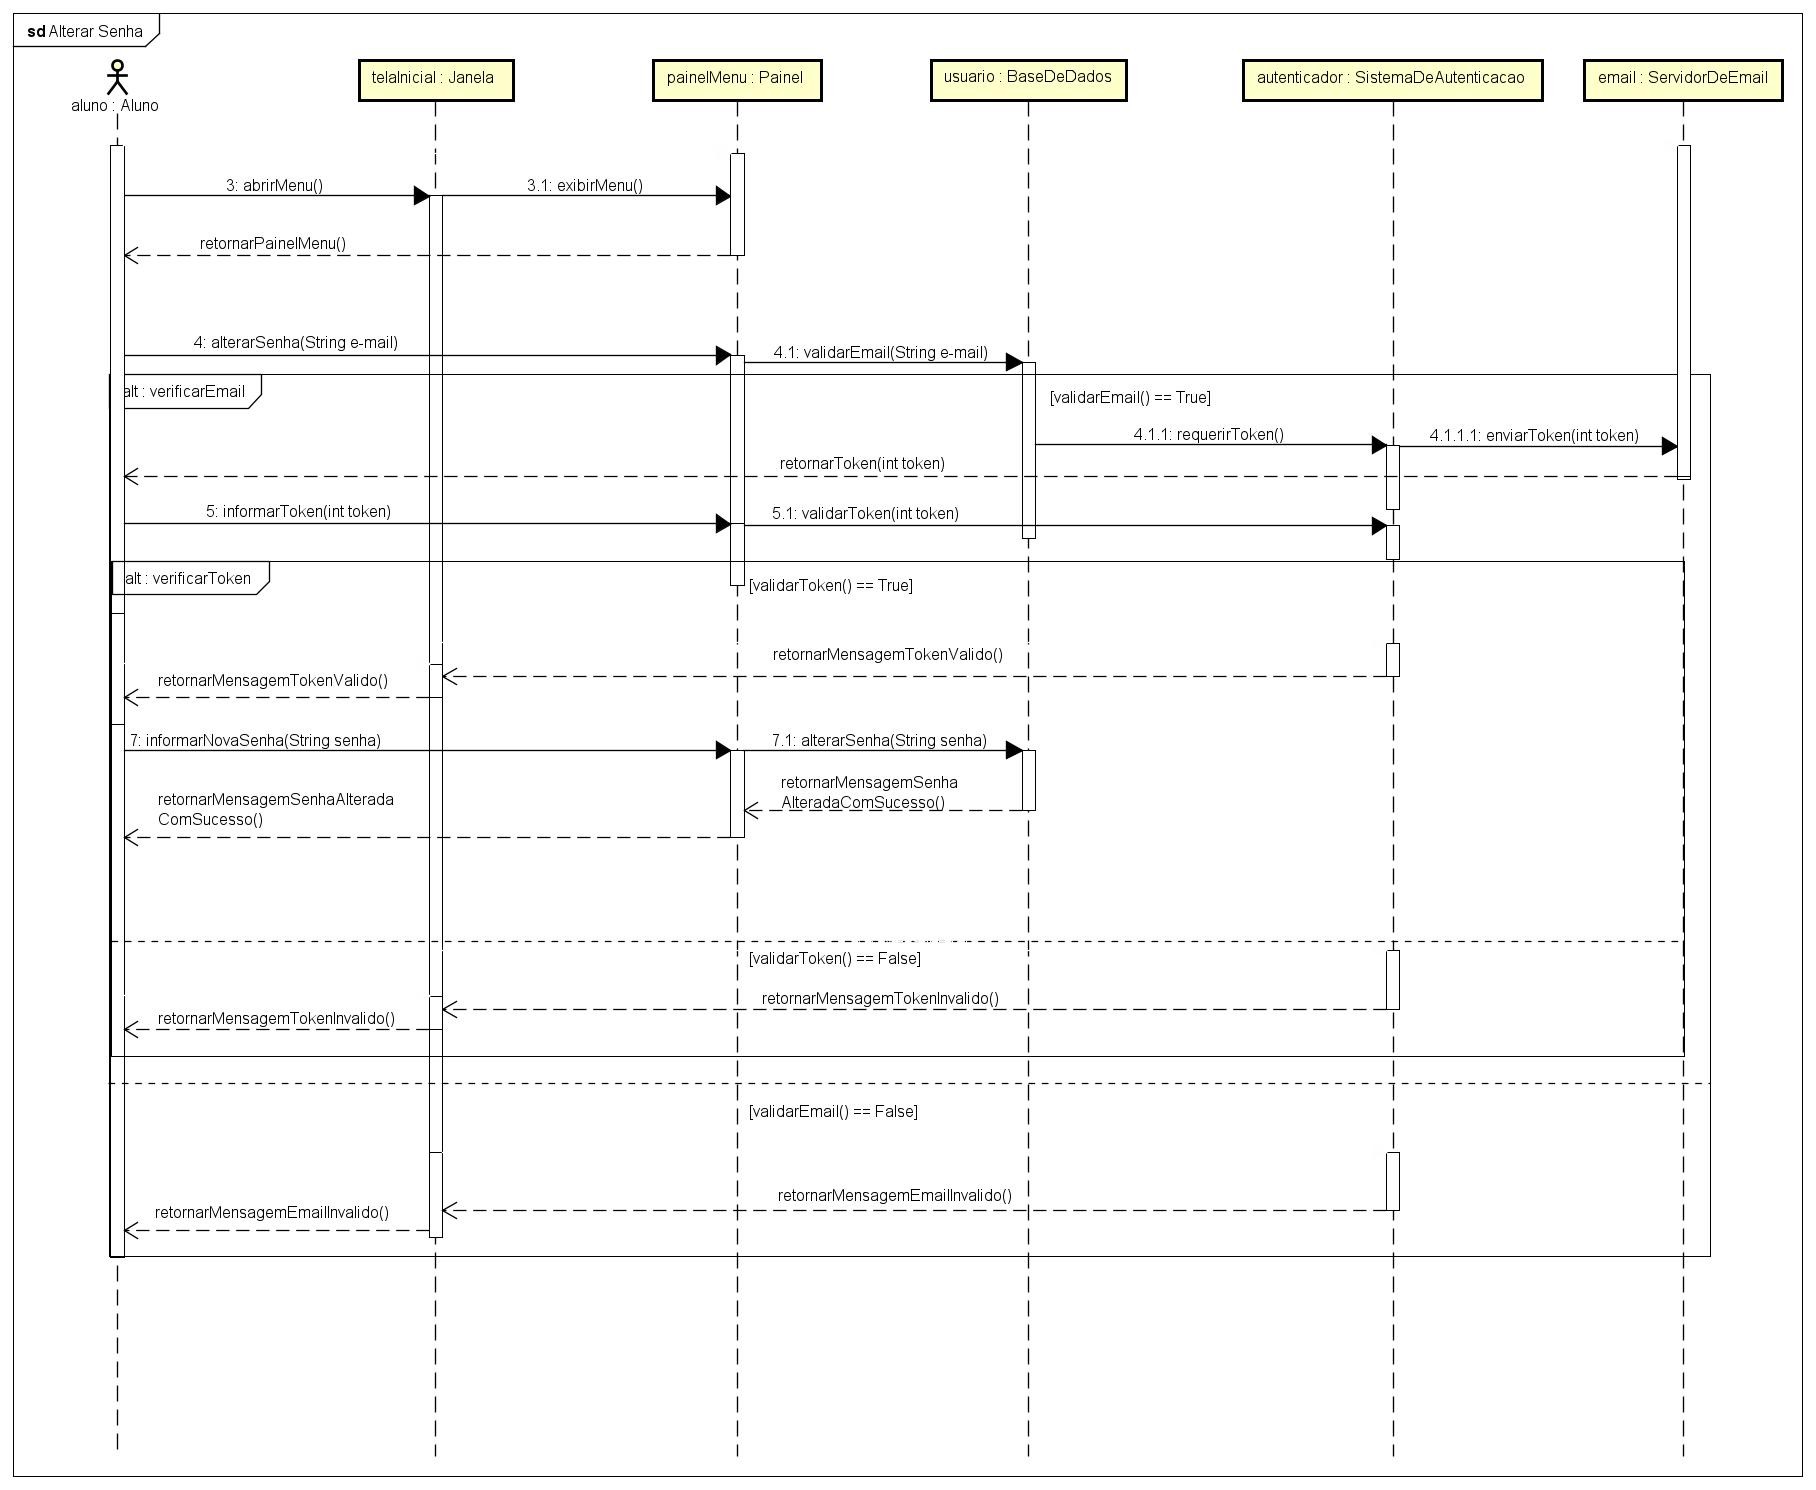 sd Alterar Senha
aluno : Aluno
telaInicial : Janela
painelMenu : Painel
usuario : BaseDeDados
autenticador : SistemaDeAutenticacao
email : ServidorDeEmail
3: abrirMenu()
3.1: exibirMenu()
retornarPainelMenu()
4: alterarSenha(String e-mail)
4.1: validarEmail(String e-mail)
alt : verificarEmail
[validarEmail() == True]
4.1.1: requerirToken()
4.1.1.1: enviarToken(int token)
retornarToken(int token)
5: informarToken(int token)
5.1: validarToken(int token)
alt : verificarToken
[validarToken() == True]
retornarMensagemTokenValido()
retornarMensagemTokenValido()
7: informarNovaSenha(String senha)
7.1: alterarSenha(String senha)
retornarMensagemSenha
AlteradaComSucesso()
retornarMensagemSenhaAlterada
ComSucesso()
[validarToken() == False]
retornarMensagemTokenInvalido()
retornarMensagemTokenInvalido()
[validarEmail() == False]
retornarMensagemEmailInvalido()
retornarMensagemEmailInvalido()